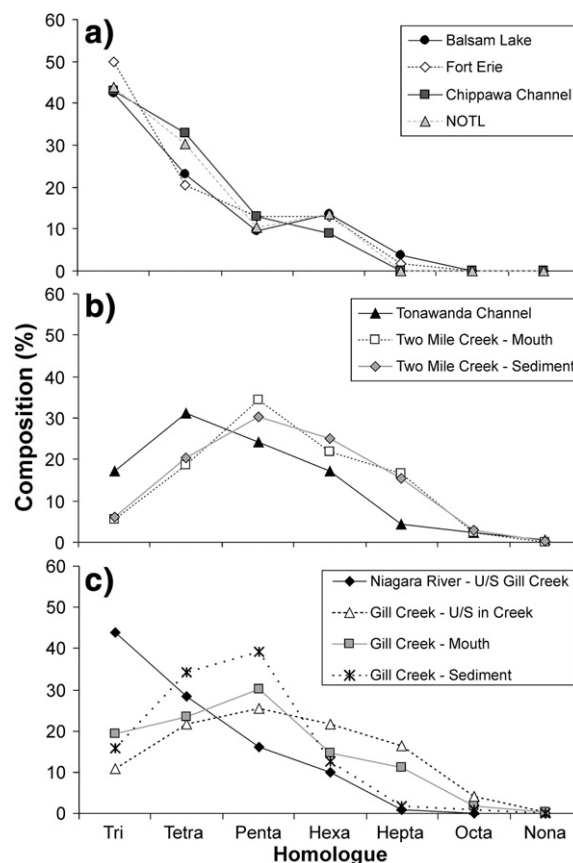 a)
60
50
40
30
20
10
0
Balsam Lake
Fort Erie
Chippawa Channel
NOTL
b)
60
50
40
30
20
10
0
Tonawanda Channel
Two Mile Creek - Mouth
Two Mile Creek - Sediment
Composition (%)
c)
60
50
40
30
20
10
0
Niagara River - U/S Gill Creek
Gill Creek - U/S in Creek
Gill Creek - Mouth
Gill Creek - Sediment
Tri Tetra Penta Hexa Hepta Octa Nona
Homologue